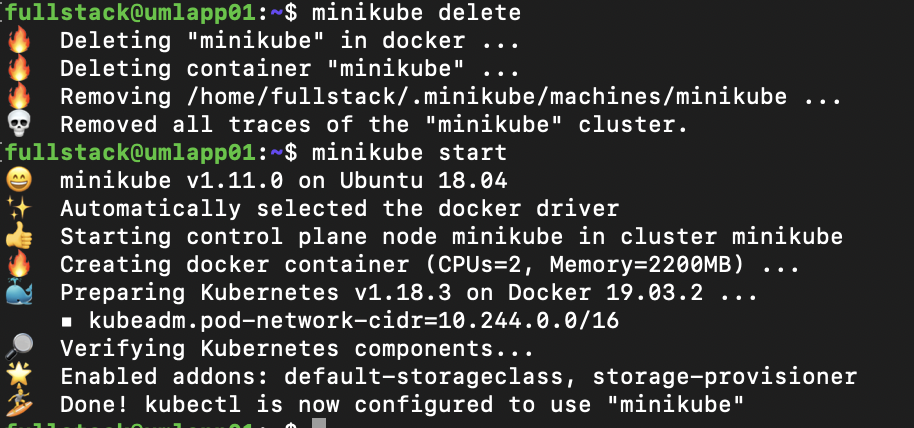 fullstack@umlapp01:~$ minikube delete
🔥 Deleting "minikube" in docker ...
🔥 Deleting container "minikube" ...
🔥 Removing /home/fullstack/.minikube/machines/minikube ...
💀 Removed all traces of the "minikube" cluster.
fullstack@umlapp01:~$ minikube start
😄 minikube v1.11.0 on Ubuntu 18.04
✨ Automatically selected the docker driver
👍 Starting control plane node minikube in cluster minikube
🔥 Creating docker container (CPUs=2, Memory=2200MB) ...
🐳 Preparing Kubernetes v1.18.3 on Docker 19.03.2 ...
▪ kubeadm.pod-network-cidr=10.244.0.0/16
🔎 Verifying Kubernetes components...
🌟 Enabled addons: default-storageclass, storage-provisioner
🏄 Done! kubectl is now configured to use "minikube"
fullstack@umlapp01:~$